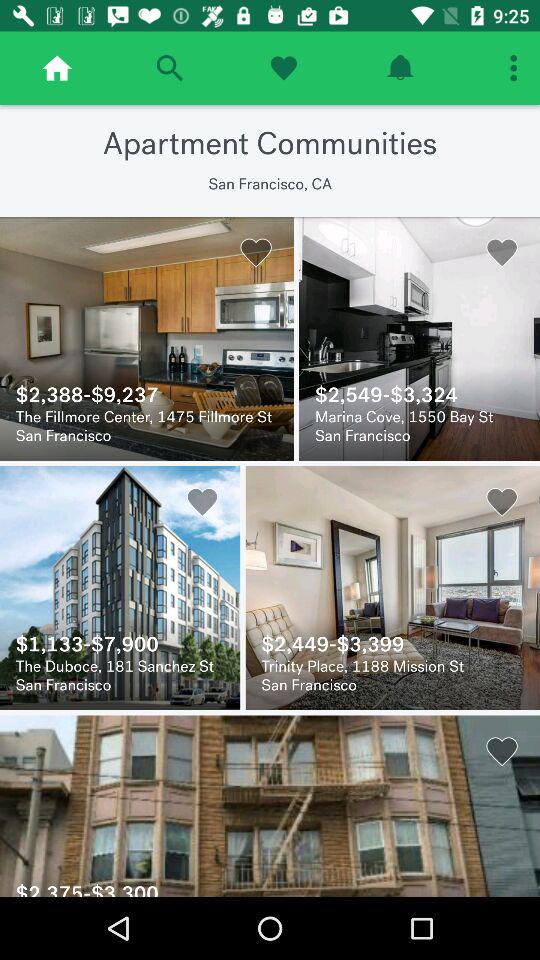 FAKE
9:25
Apartment Communities
San Francisco, CA
$2,388-$9,237
The Fillmore Center, 1475 Fillmore St
San Francisco
$2,549-$3,324
Marina Cove, 1550 Bay St
San Francisco
$1,133-$7,900
The Duboce, 181 Sanchez St
San Francisco
$2,449-$3,399
Trinity Place, 1188 Mission St
San Francisco
$2,375-$3,300